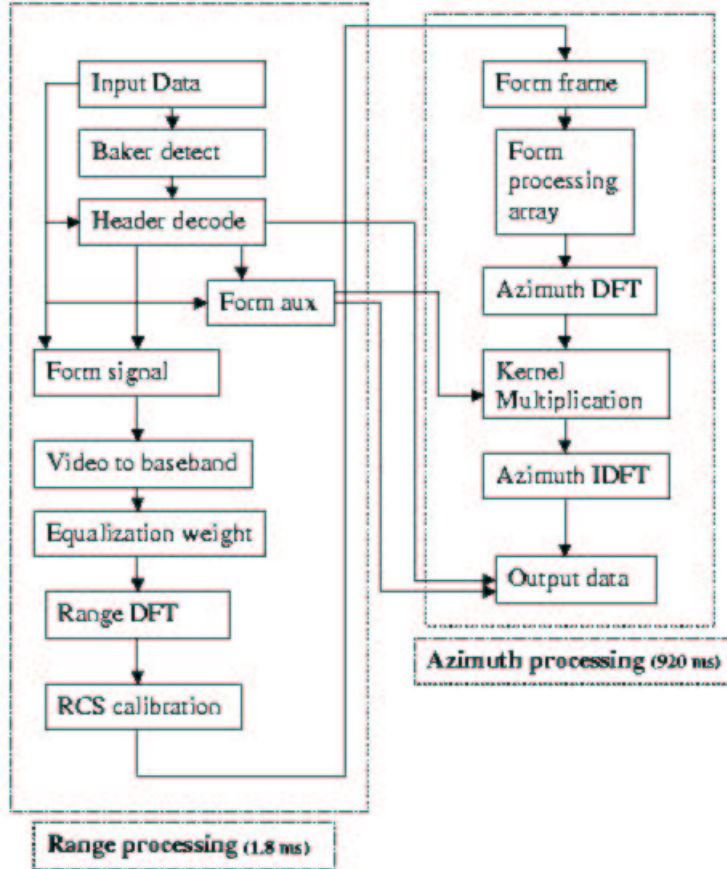 Input Data
Baker detect
Header decode
Form aux
Form signal
Video to baseband
Equalization weight
Range DFT
RCS calibration
Range processing (1.8 ms)
Form frame
Form
processing
array
Azimuth DFT
Kernel
Multiplication
Azimuth IDFT
Output data
Azimuth processing (920 ms)